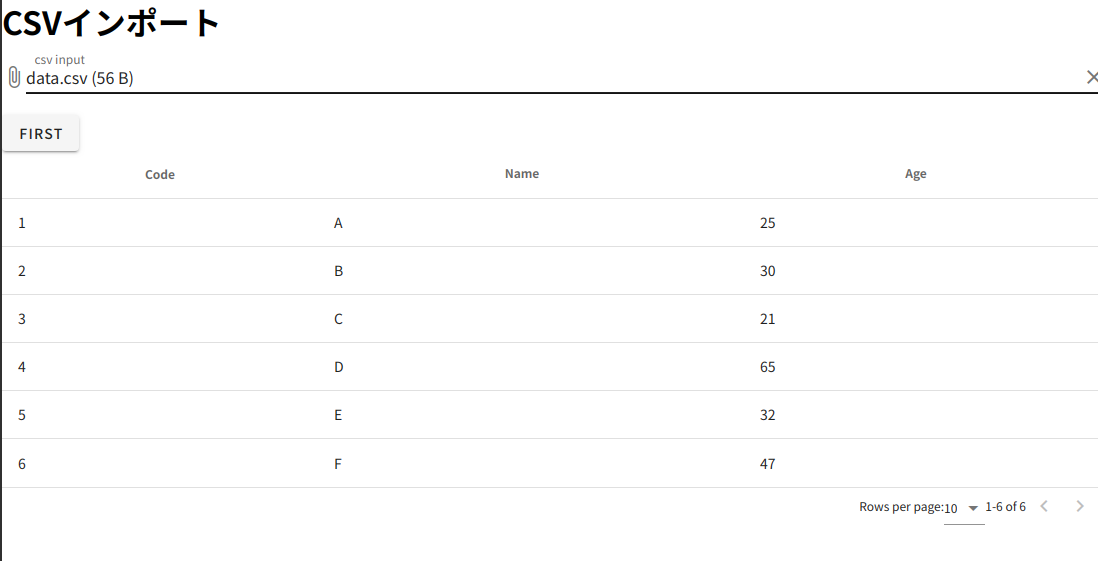 CSVインポート
csv input
data.csv (56 B)
FIRST
Code Name Age
1 A 25
2 B 30
3 C 21
4 D 65
5 E 32
6 F 47
Rows per page: 10 1-6 of 6